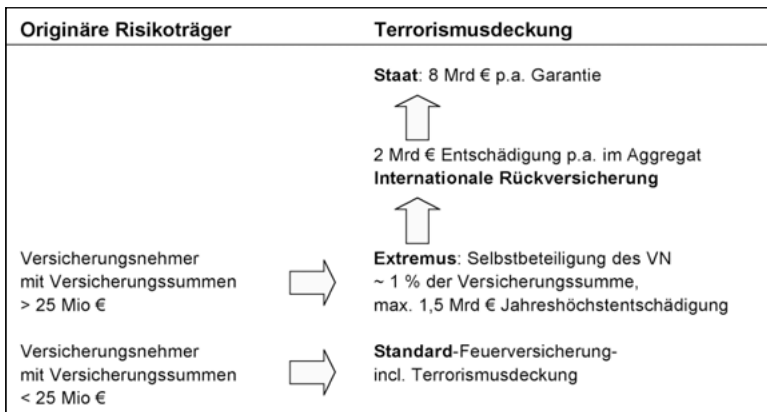 Originäre Risikoträger Terrorismusdeckung
Staat: 8 Mrd € p.a. Garantie
2 Mrd € Entschädigung p.a. im Aggregat
Internationale Rückversicherung
Versicherungsnehmer
mit Versicherungssummen
> 25 Mio €
Extremus: Selbstbeteiligung des VN
~ 1 % der Versicherungssumme,
max. 1,5 Mrd € Jahreshöchstentschädigung
Versicherungsnehmer
mit Versicherungssummen
< 25 Mio €
Standard-Feuerversicherung-
incl. Terrorismusdeckung